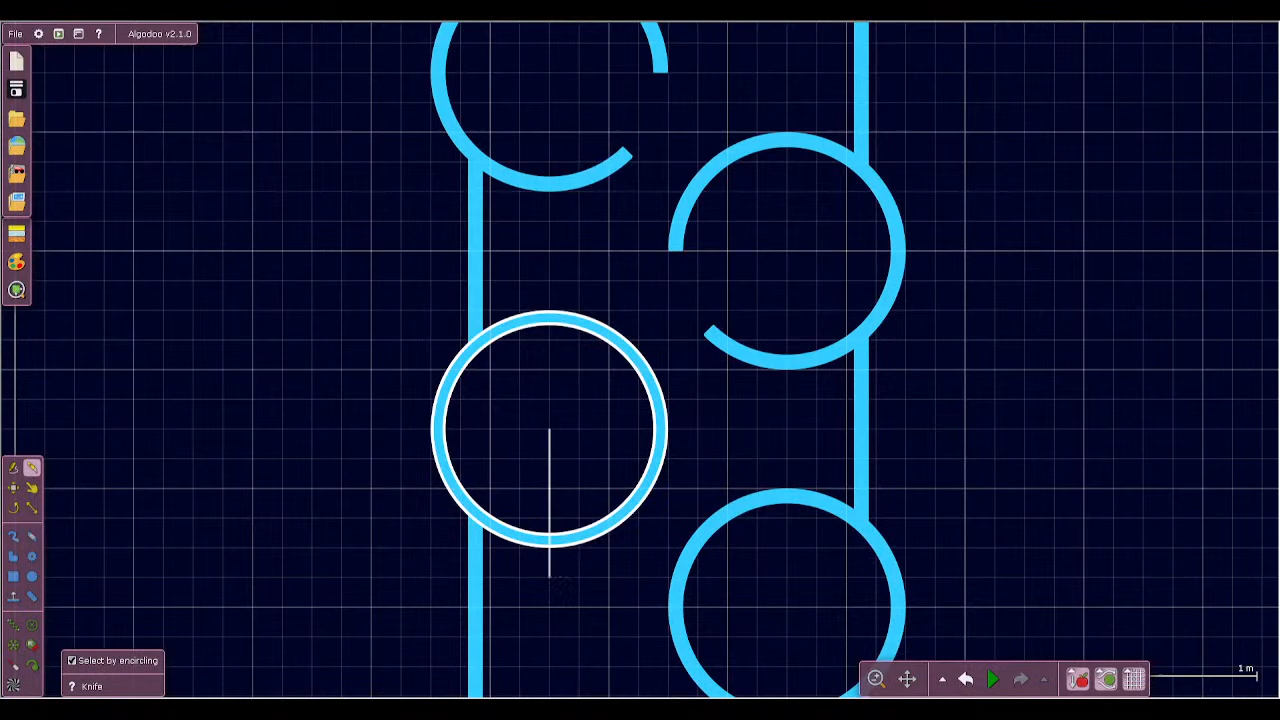 File ? Algodoo v2.1.0
Select by encircling
? Knife
1 m